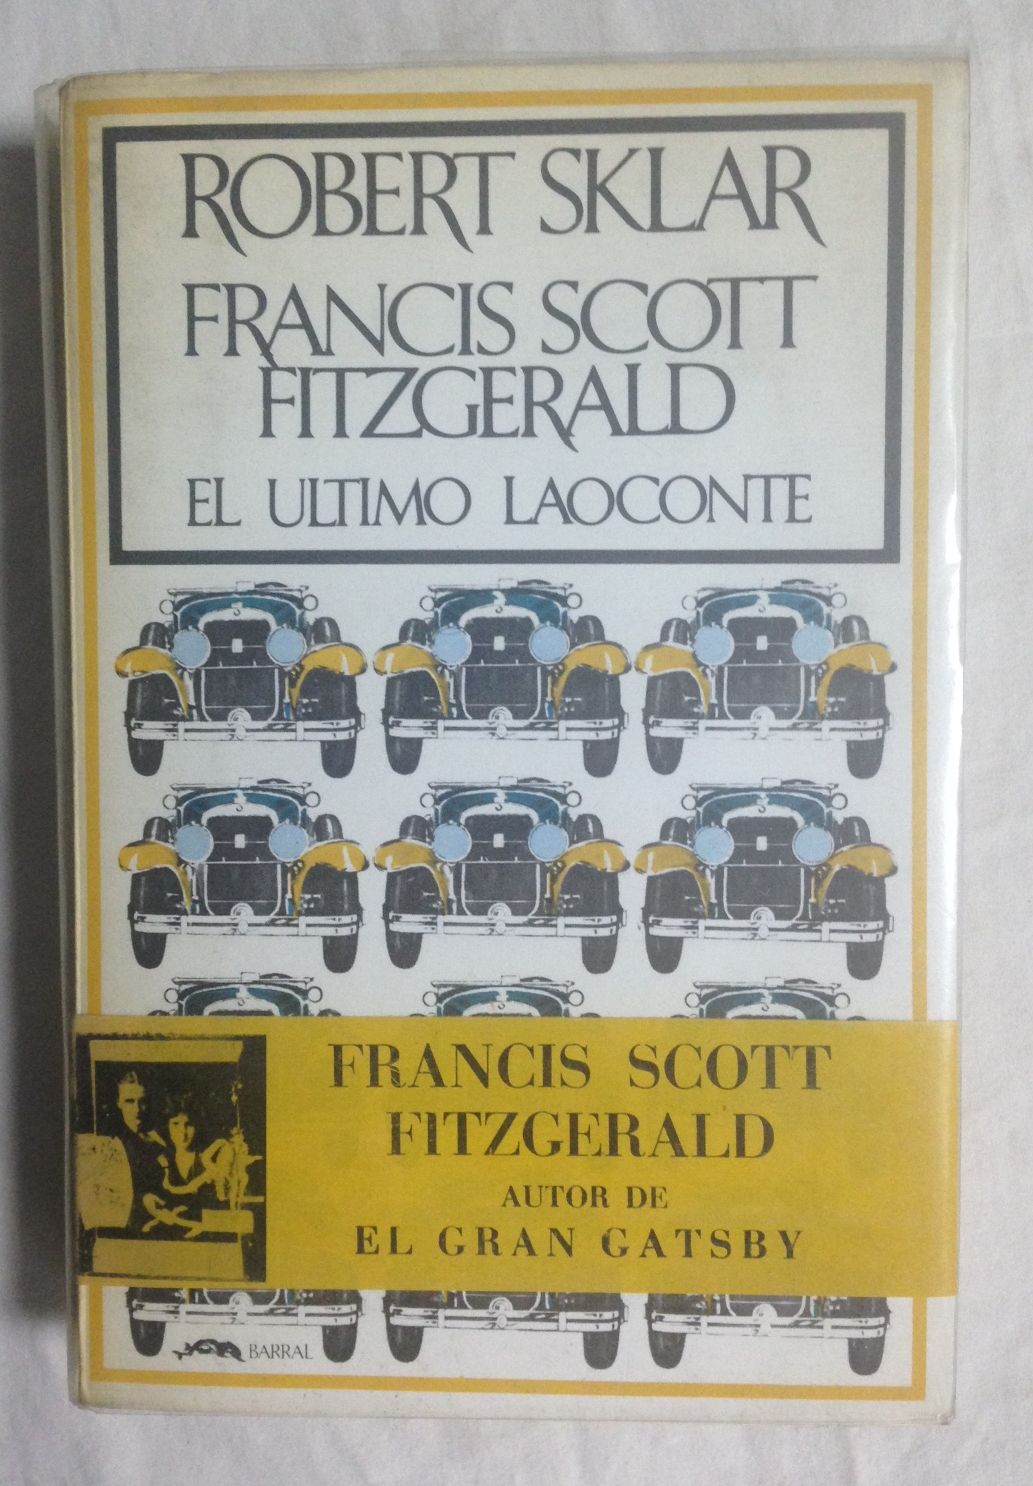 ROBERT SKLAR
FRANCIS SCOTT
FITZGERALD
EL ULTIMO LAOCONTE
FRANCIS SCOTT
FITZGERALD
AUTOR DE
EL GRAN GATSBY
BARRAL